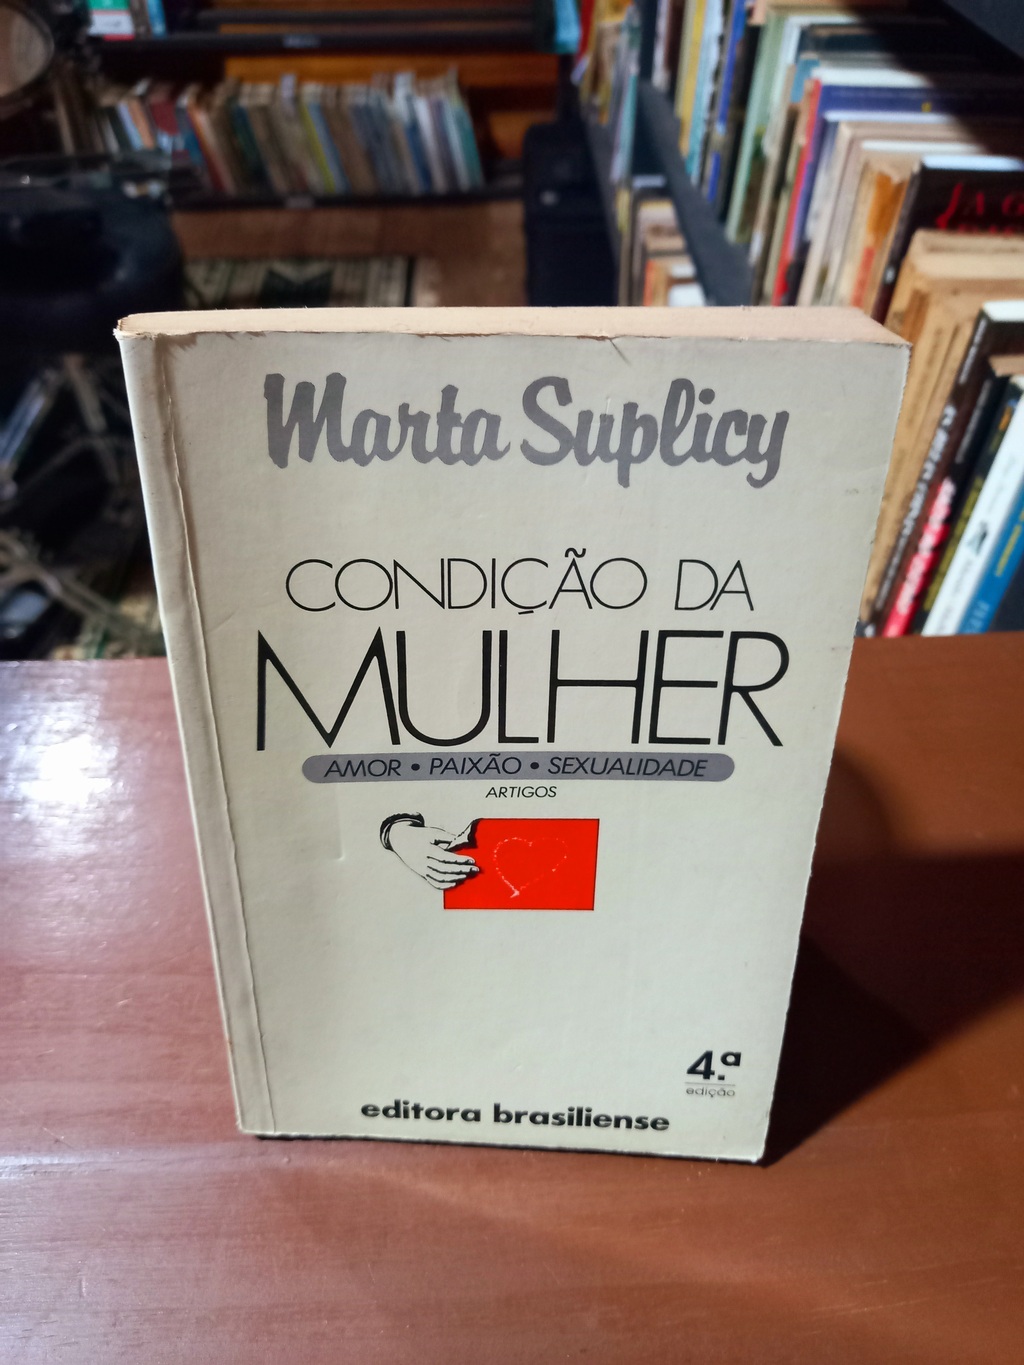 Marta Suplicy
CONDIÇÃO DA
MULHER
AMOR • PAIXÃO • SEXUALIDADE
ARTIGOS
4.ª
edição
editora brasiliense